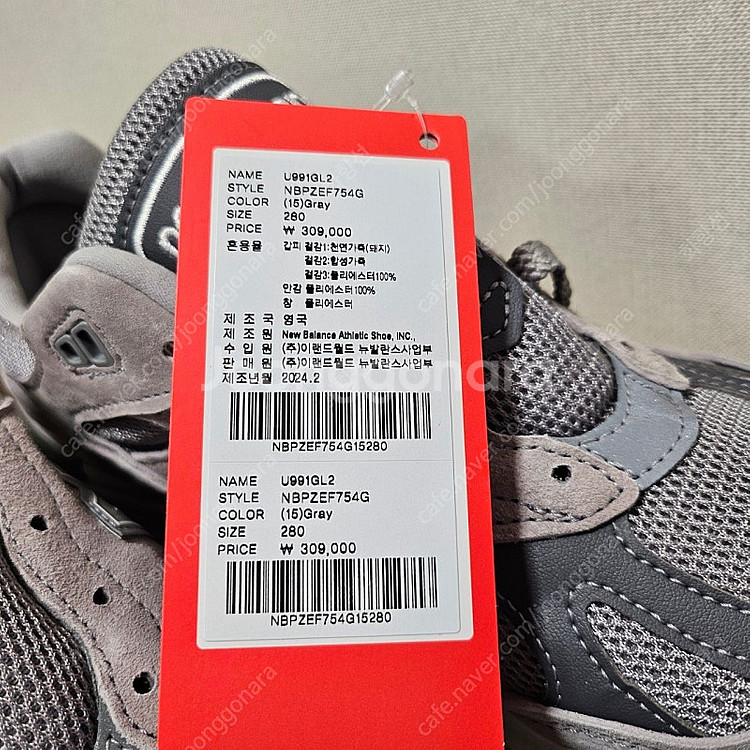 NAME U991GL2
STYLE NBPZEF754G
COLOR (15)Gray
SIZE 280
PRICE ₩ 309,000
혼용율 갑피 겉감1:천연가죽(돼지)
겉감2:합성가죽
겉감3:폴리에스터100%
안감 폴리에스터100%
창 폴리에스터
제 조 국 영국
제 조 원 New Balance Athletic Shoe, INC.,
수 입 원 (주)이랜드월드 뉴발란스사업부
판 매 원 (주)이랜드월드 뉴발란스사업부
제조년월 2024.2
NBPZEF754G15280
NAME U991GL2
STYLE NBPZEF754G
COLOR (15)Gray
SIZE 280
PRICE ₩ 309,000
NBPZEF754G15280
Joonggonara
cafe.naver.com/joonggonara